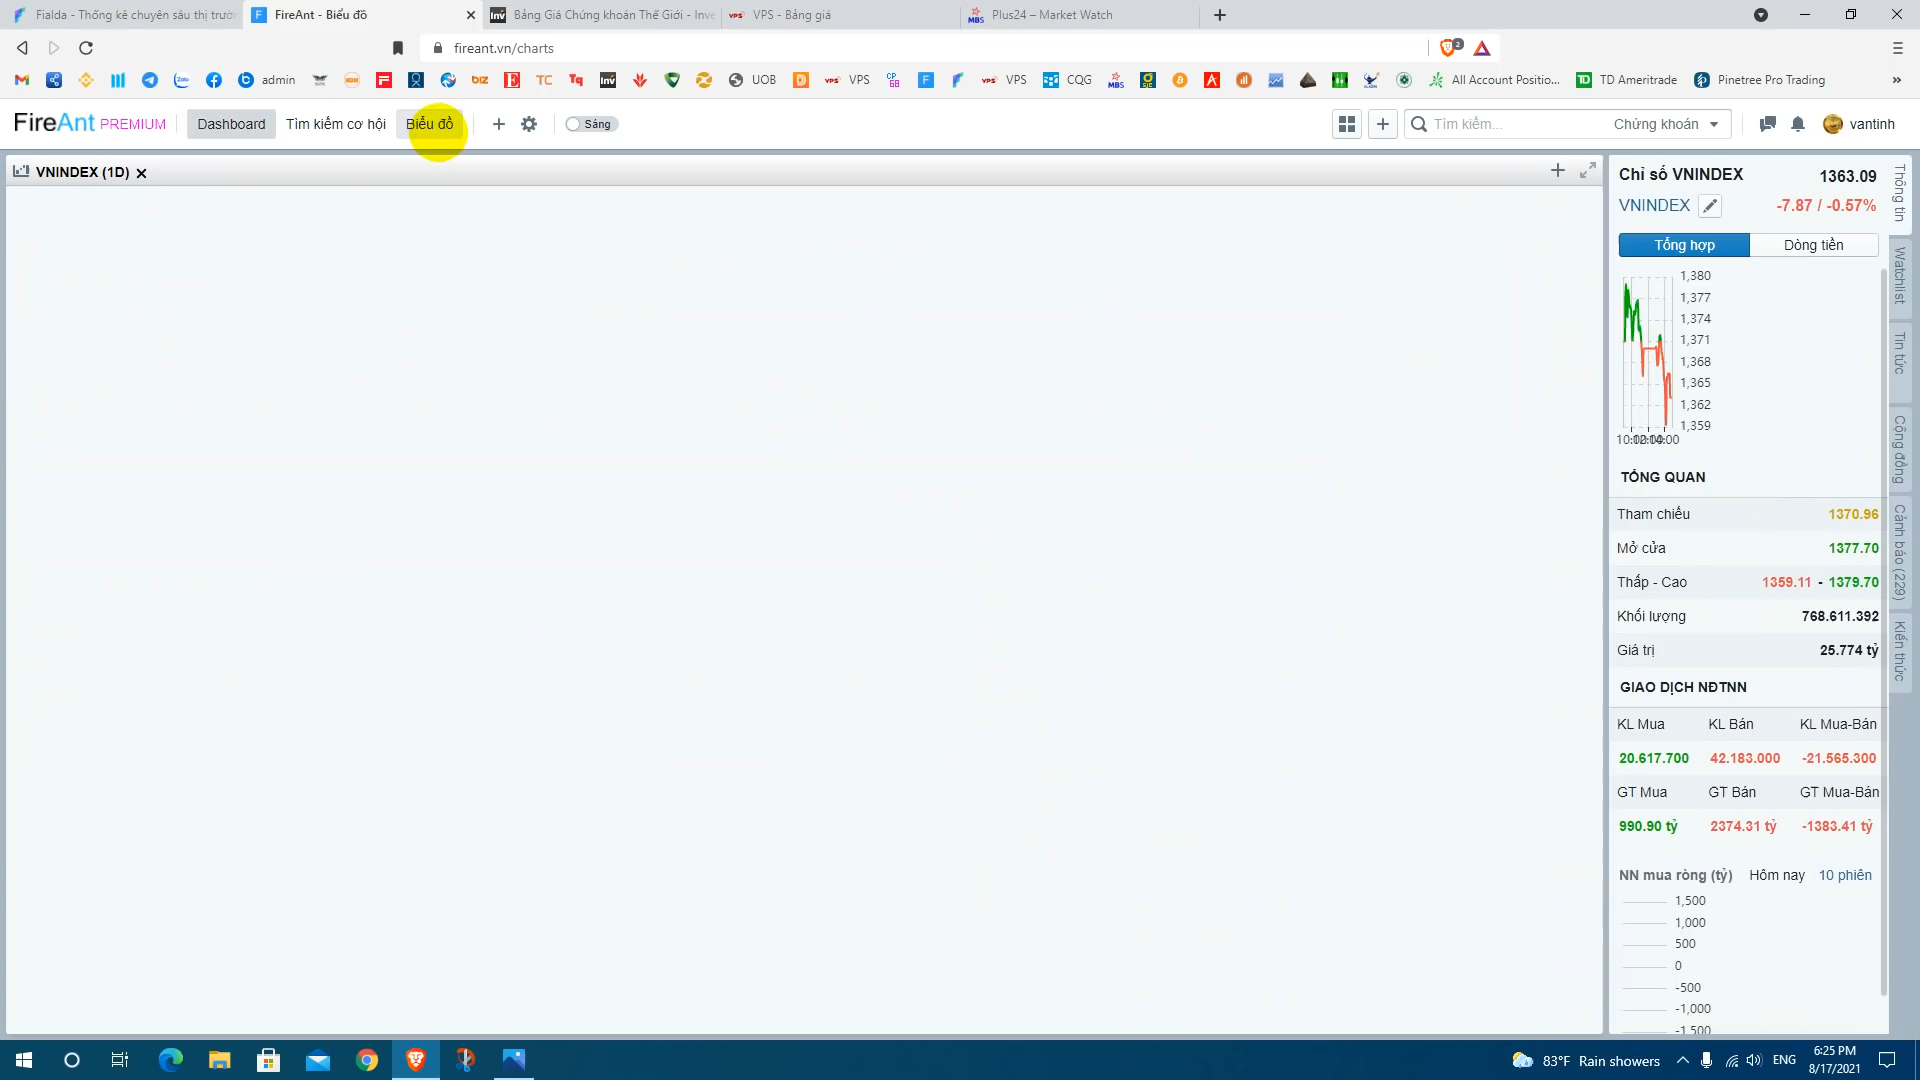 Fialda - Thống kê chuyên sâu thị trườn
FireAnt - Biểu đồ
Bảng Giá Chứng khoán Thế Giới - Inve
VPS - Bảng giá
Plus24 – Market Watch
fireant.vn/charts
2
admin
UOB
VPS
VPS
CQG
All Account Positio...
TD Ameritrade
Pinetree Pro Trading
FireAnt PREMIUM
Dashboard
Tìm kiếm cơ hội
Biểu đồ
Sáng
Tìm kiếm...
Chứng khoán
vantinh
VNINDEX (1D)
Chỉ số VNINDEX 1363.09
VNINDEX -7.87 / -0.57%
Tổng hợp Dòng tiền
1,380
1,377
1,374
1,371
1,368
1,365
1,362
1,359
TỔNG QUAN
Tham chiếu 1370.96
Mở cửa 1377.70
Thấp - Cao 1359.11 - 1379.70
Khối lượng 768.611.392
Giá trị 25.774 tỷ
GIAO DỊCH NĐTNN
KL Mua KL Bán KL Mua-Bán
20.617.700 42.183.000 -21.565.300
GT Mua GT Bán GT Mua-Bán
990.90 tỷ 2374.31 tỷ -1383.41 tỷ
NN mua ròng (tỷ) Hôm nay 10 phiên
1,500
1,000
500
0
-500
-1,000
-1,500
Thông tin
Watchlist
Tin tức
Cộng đồng
Cảnh báo (229)
Kiến thức
83°F Rain showers
ENG
6:25 PM
8/17/2021